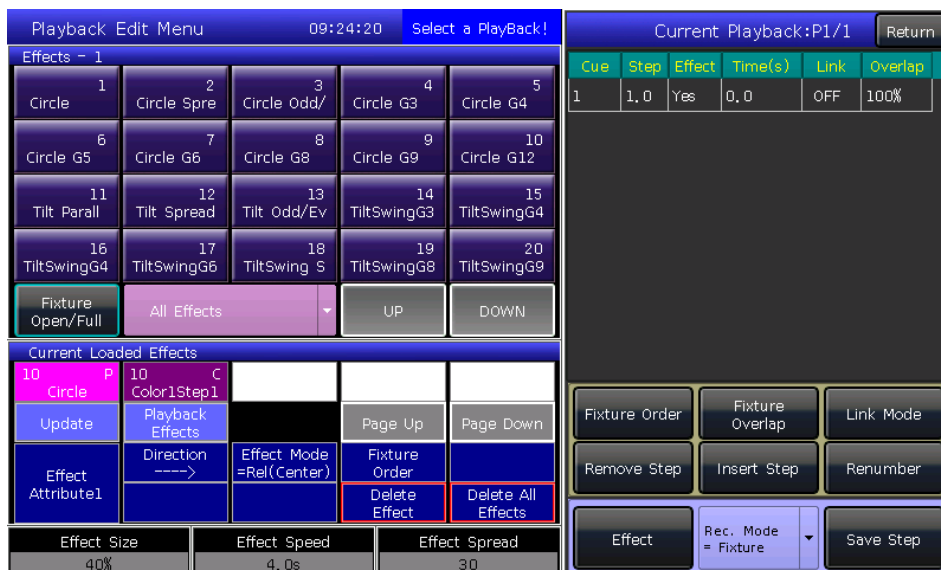 Playback Edit Menu 09:24:20 Select a PlayBack!
Effects - 1
1 2 3 4 5
Circle Circle Spre Circle Odd/ Circle G3 Circle G4
6 7 8 9 10
Circle G5 Circle G6 Circle G8 Circle G9 Circle G12
11 12 13 14 15
Tilt Parall Tilt Spread Tilt Odd/Ev TiltSwingG3 TiltSwingG4
16 17 18 19 20
TiltSwingG4 TiltSwingG6 TiltSwing S TiltSwingG8 TiltSwingG9
Fixture
Open/Full All Effects UP DOWN
Current Loaded Effects
10 P 10 C
Circle Color1Step1
Update Playback
Effects Page Up Page Down
Effect
Attribute1
Direction
---->
Effect Mode
=Rel(Center)
Fixture
Order
Delete
Effect
Delete All
Effects
Effect Size Effect Speed Effect Spread
40% 4.0s 30
Current Playback:P1/1 Return
Cue Step Effect Time(s) Link Overlap
1 1.0 Yes 0.0 OFF 100%
Fixture Order Fixture
Overlap Link Mode
Remove Step Insert Step Renumber
Effect Rec. Mode
= Fixture Save Step